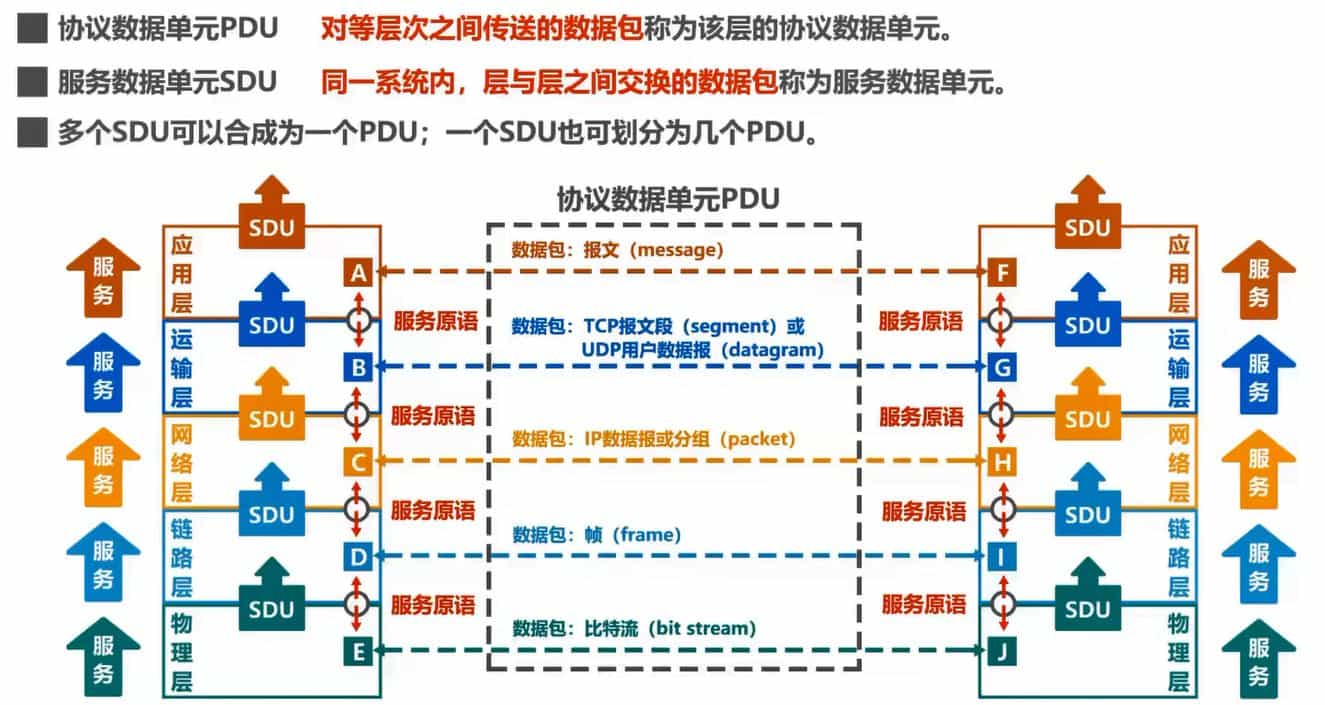 协议数据单元PDU 对等层次之间传送的数据包称为该层的协议数据单元。
服务数据单元SDU 同一系统内，层与层之间交换的数据包称为服务数据单元。
多个SDU可以合成为一个PDU；一个SDU也可划分为几个PDU。
协议数据单元PDU
SDU
SDU
服务
应用层
A
数据包：报文（message）
F
应用层
服务
服务原语
服务原语
SDU
数据包：TCP报文段（segment）或
UDP用户数据报（datagram）
SDU
服务
运输层
B
G
运输层
服务
服务原语
服务原语
SDU
SDU
服务
网络层
C
数据包：IP数据报或分组（packet）
H
网络层
服务
服务原语
服务原语
SDU
SDU
服务
链路层
D
数据包：帧（frame）
I
链路层
服务
服务原语
服务原语
SDU
SDU
服务
物理层
E
数据包：比特流（bit stream）
J
物理层
服务